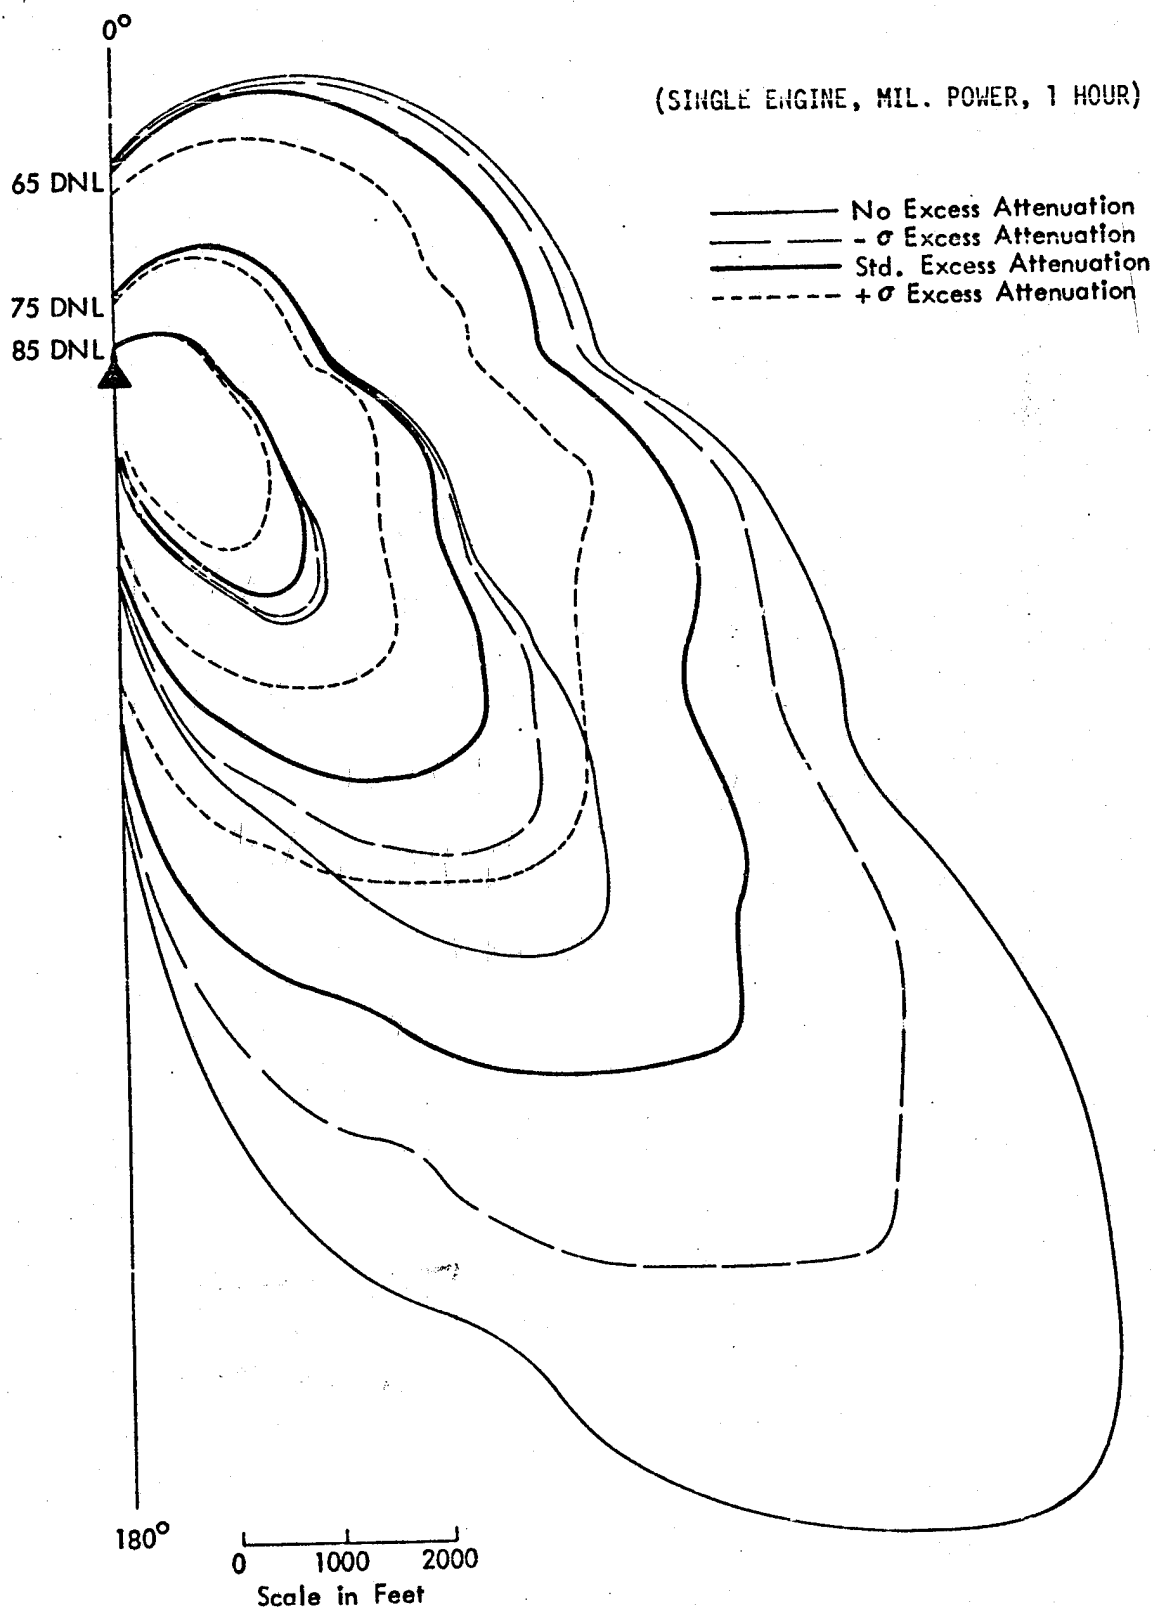 0°
(SINGLE ENGINE, MIL. POWER, 1 HOUR)
65 DNL
No Excess Attenuation
- σ Excess Attenuation
Std. Excess Attenuation
+ σ Excess Attenuation
75 DNL
85 DNL
180°
0 1000 2000
Scale in Feet